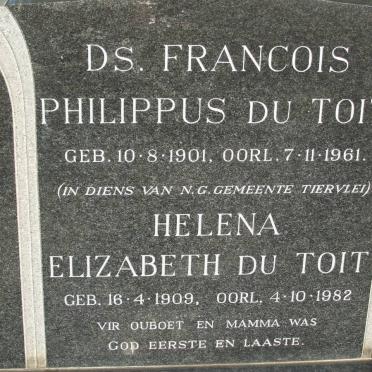 DS. FRANCOIS
PHILIPPUS DU TOIT
GEB. 10·8·1901, OORL. 7·11·1961.
(IN DIENS VAN N.G. GEMEENTE TIERVLEI)
HELENA
ELIZABETH DU TOIT
GEB. 16·4·1909, OORL, 4·10·1982
VIR OUBOET EN MAMMA WAS
GOD EERSTE EN LAASTE.